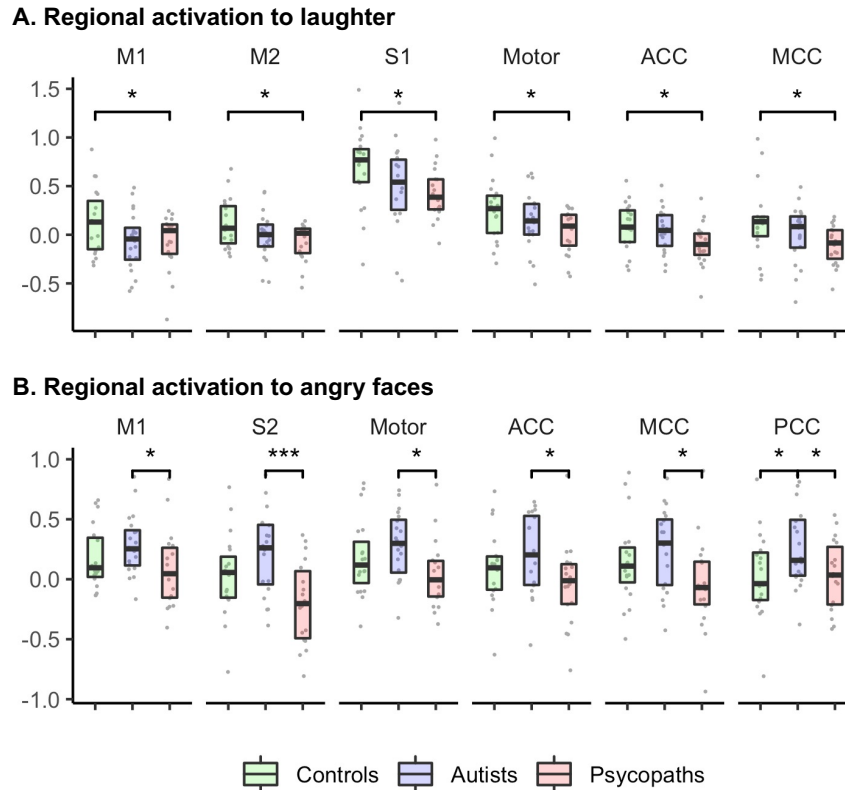 A. Regional activation to laughter
M1 M2 S1 Motor ACC MCC
* * * * * *
1.5
1.0
0.5
0.0
-0.5
B. Regional activation to angry faces
M1 S2 Motor ACC MCC PCC
* *** * * * * *
1.0
0.5
0.0
-0.5
-1.0
Controls Autists Psycopaths